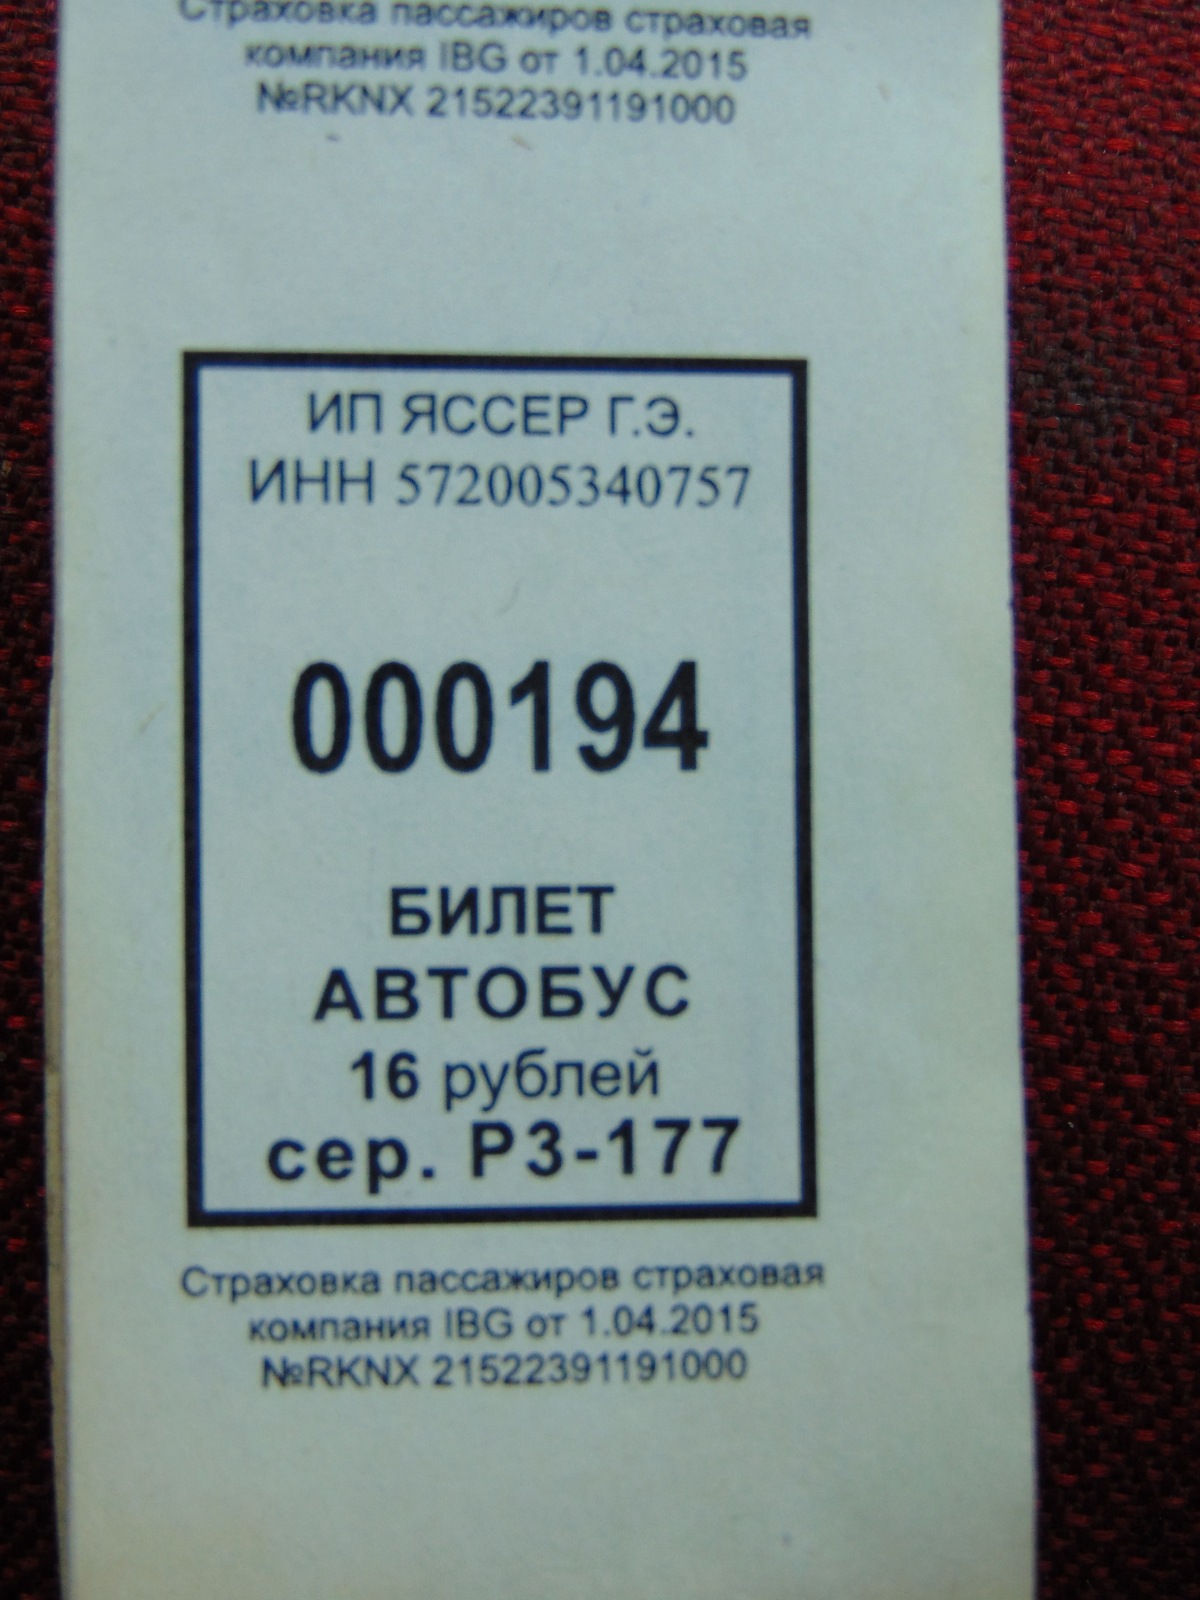 Страховка пассажиров страховая
компания IBG от 1.04.2015
№RKNX 21522391191000
ИП ЯССЕР Г.Э.
ИНН 572005340757
000194
БИЛЕТ
АВТОБУС
16 рублей
сер. РЗ-177
Страховка пассажиров страховая
компания IBG от 1.04.2015
№RKNX 21522391191000